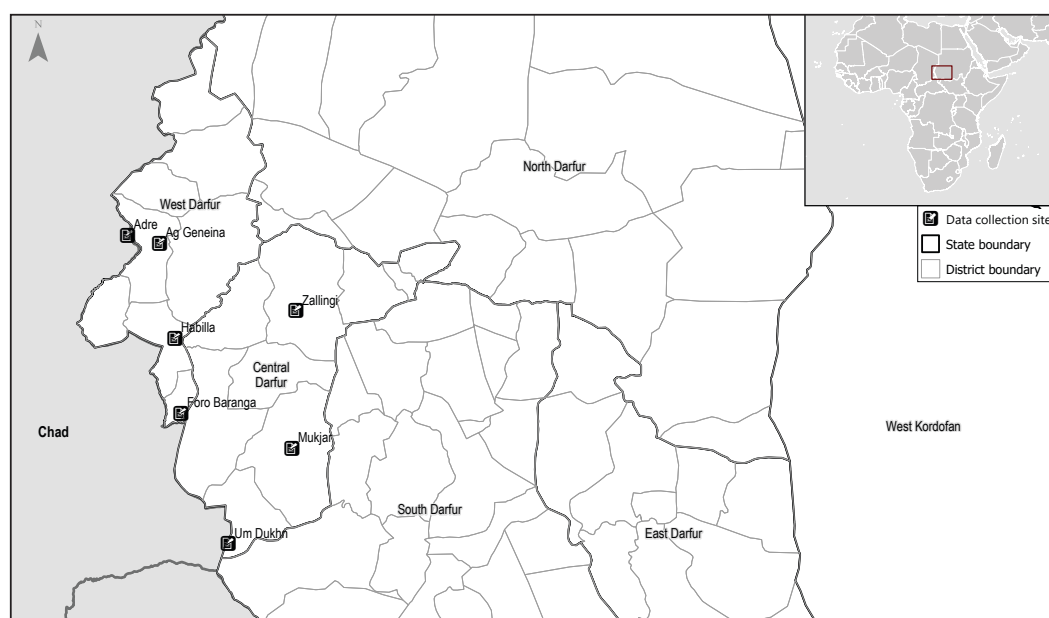 N
North Darfur
West Darfur
Adre
Ag Geneina
Data collection site
State boundary
District boundary
Zallingi
Habilla
Central
Darfur
Foro Baranga
Chad
Mukjar
West Kordofan
South Darfur
Um Dukhn
East Darfur